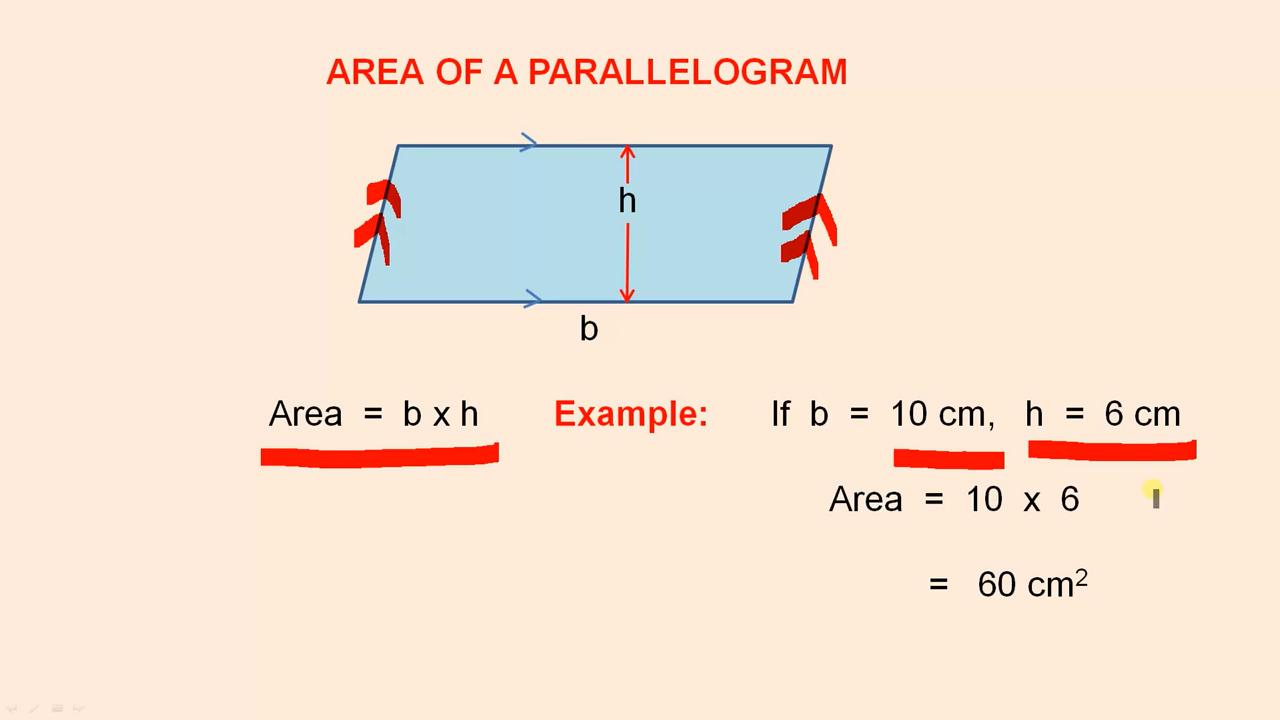 AREA OF A PARALLELOGRAM
h
b
Area = b x h Example: If b = 10 cm, h = 6 cm
Area = 10 x 6
= 60 cm²